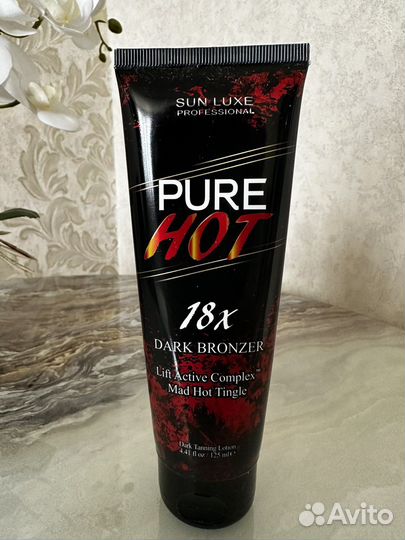 SUN LUXE
PROFESSIONAL
PURE
HOT
18x
DARK BRONZER
Lift Active Complex™
Mad Hot Tingle
Dark Tanning Lotion
4.41 fl oz / 125 ml ℮
Avito